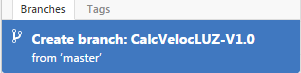 Branches Tags
Create branch: CalcVelocLUZ-V1.0
from 'master'